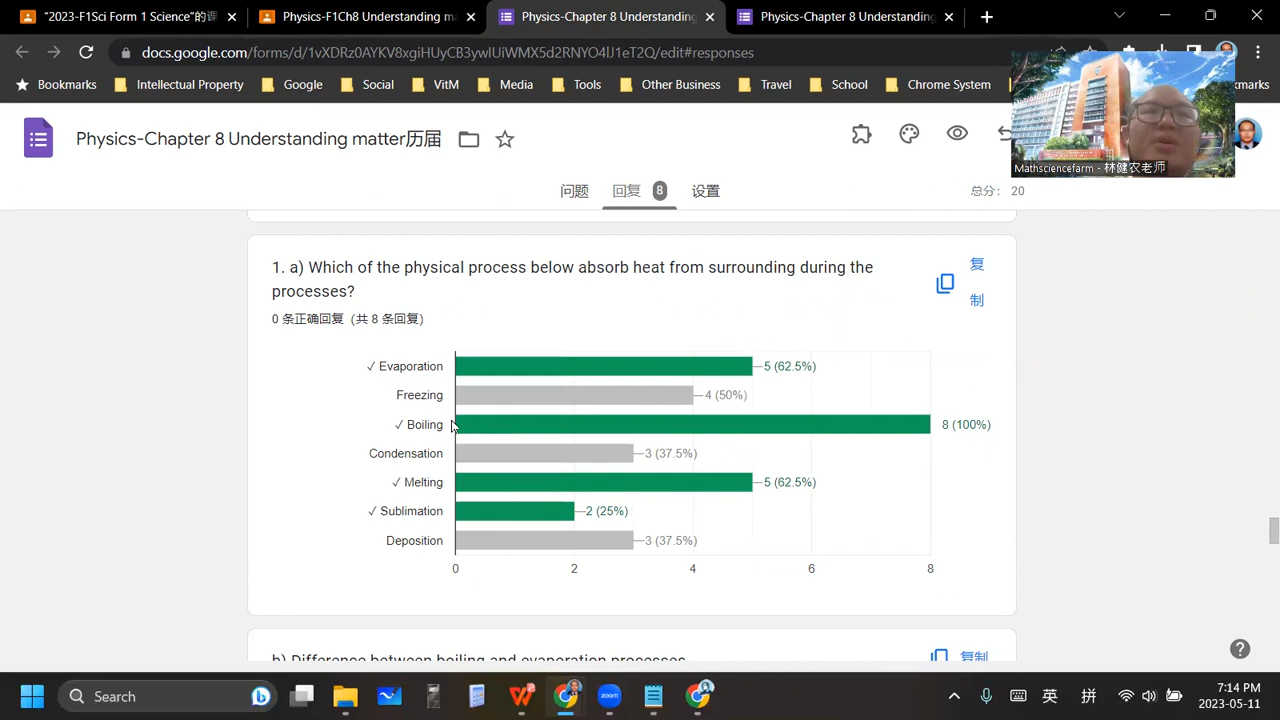 "2023-F1Sci Form 1 Science"的课
Physics-F1Ch8 Understanding ma
Physics-Chapter 8 Understanding
Physics-Chapter 8 Understanding
docs.google.com/forms/d/1vXDRz0AYKV8xqiHUyCB3ywlUiWMX5d2RNYO4lJ1eT2Q/edit#responses
Bookmarks
Intellectual Property
Google
Social
VitM
Media
Tools
Other Business
Travel
School
Chrome System
Physics-Chapter 8 Understanding matter历届
Mathsciencefarm - 林健农老师
问题
回复 8
设置
总分: 20
1. a) Which of the physical process below absorb heat from surrounding during the
processes?
复
制
0 条正确回复（共 8 条回复）
✓ Evaporation 5 (62.5%)
Freezing 4 (50%)
✓ Boiling 8 (100%)
Condensation 3 (37.5%)
✓ Melting 5 (62.5%)
✓ Sublimation 2 (25%)
Deposition 3 (37.5%)
0 2 4 6 8
b) Difference between boiling and evaporation processes
复制
Search
英
拼
7:14 PM
2023-05-11